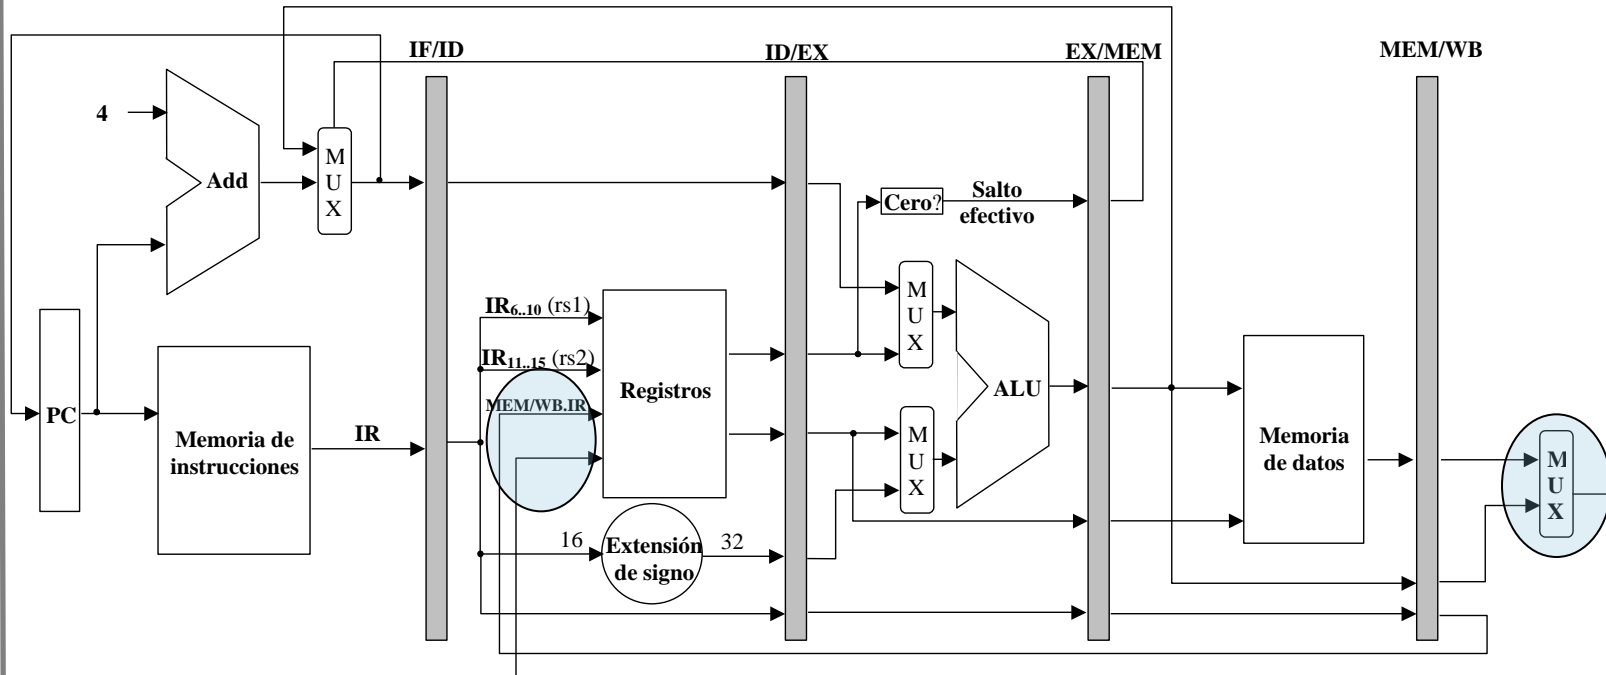 IF/ID
ID/EX
EX/MEM
MEM/WB
4
Add
M
U
X
Cero?
Salto
efectivo
IR6..10 (rs1)
IR11..15 (rs2)
MEM/WB.IR
Registros
M
U
X
ALU
M
U
X
PC
Memoria de
instrucciones
IR
16
Extensión
de signo
32
Memoria
de datos
M
U
X